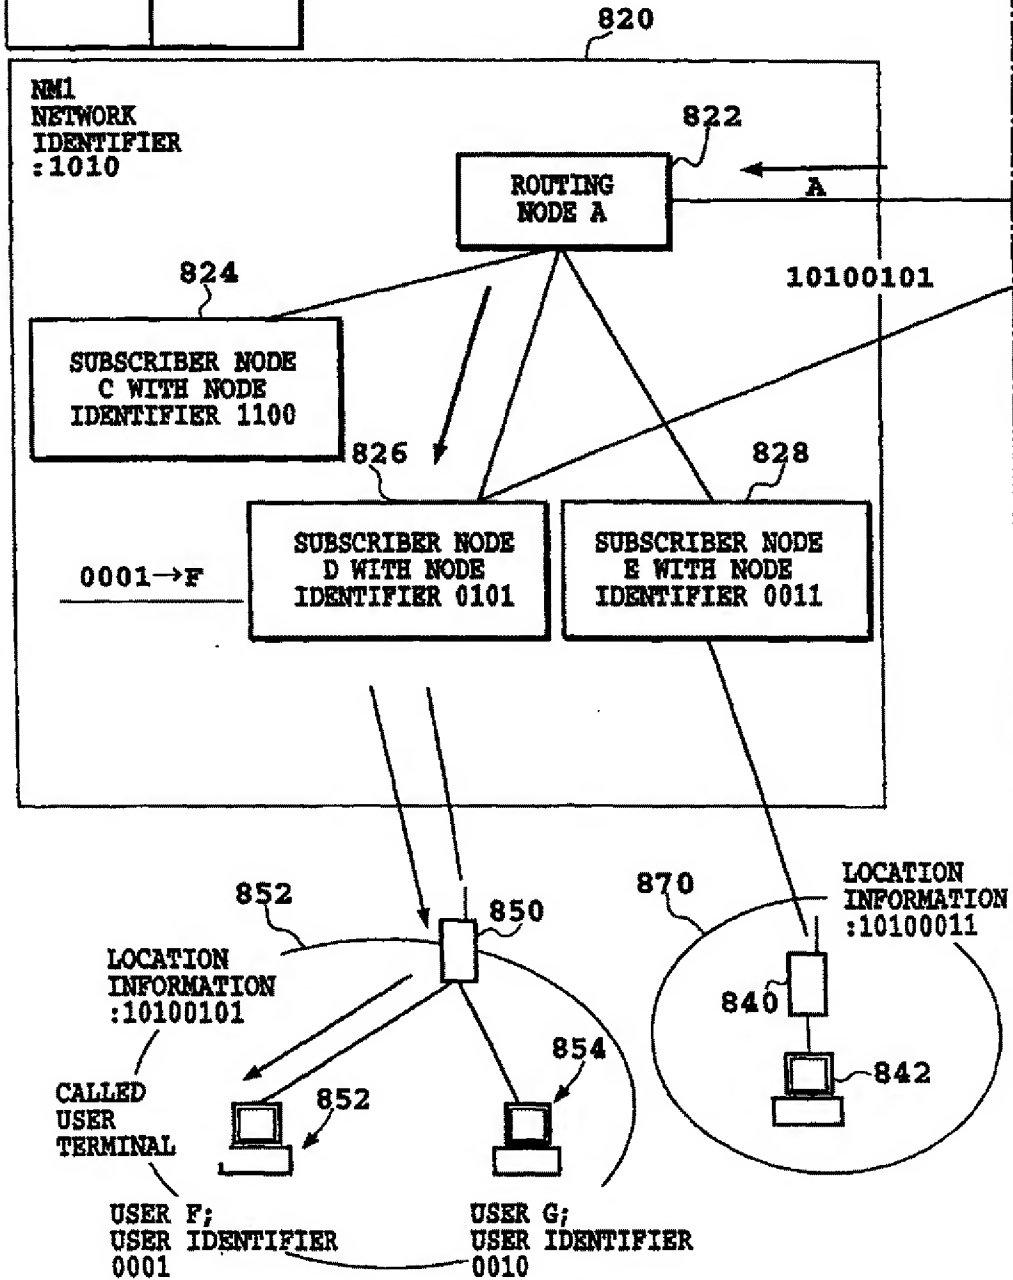 820
NM1
NETWORK
IDENTIFIER
:1010
822
ROUTING
NODE A
A
10100101
824
SUBSCRIBER NODE
C WITH NODE
IDENTIFIER 1100
826
828
SUBSCRIBER NODE
D WITH NODE
IDENTIFIER 0101
SUBSCRIBER NODE
E WITH NODE
IDENTIFIER 0011
0001→F
852
850
870
LOCATION
INFORMATION
:10100011
LOCATION
INFORMATION
:10100101
840
842
854
852
CALLED
USER
TERMINAL
USER F;
USER IDENTIFIER
0001
USER G;
USER IDENTIFIER
0010